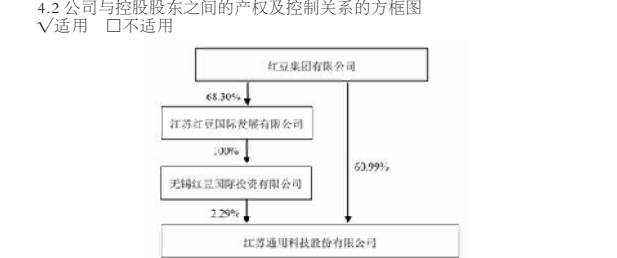 4.2 公司与控股股东之间的产权及控制关系的方框图
√适用 □不适用
红豆集团有限公司
68.30%
江苏红豆国际发展有限公司
100%
60.99%
无锡红豆国际投资有限公司
2.29%
江苏通用科技股份有限公司